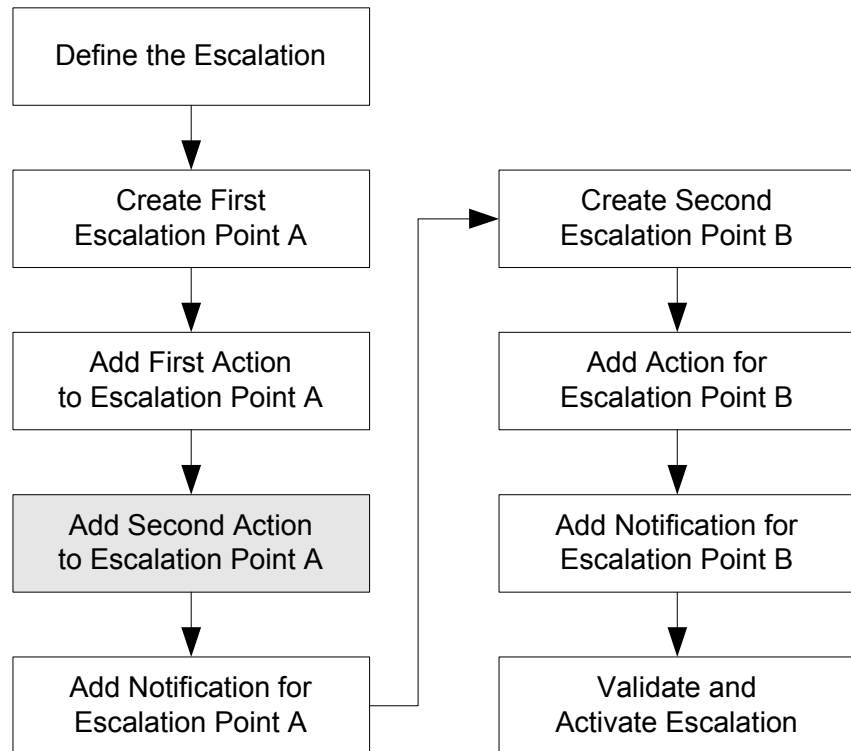 Define the Escalation
Create First
Escalation Point A
Add First Action
to Escalation Point A
Add Second Action
to Escalation Point A
Add Notification for
Escalation Point A
Create Second
Escalation Point B
Add Action for
Escalation Point B
Add Notification for
Escalation Point B
Validate and
Activate Escalation